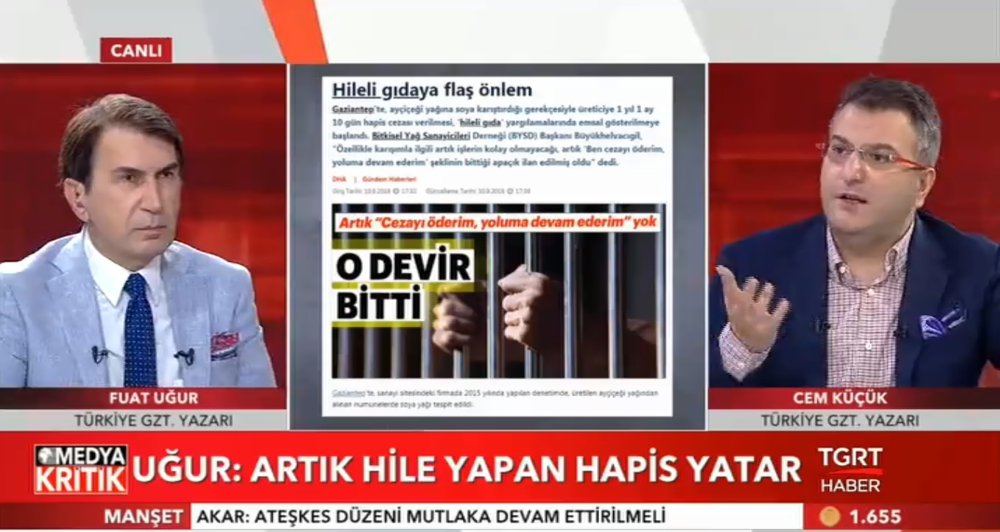 CANLI
Hileli gıdaya flaş önlem
Gaziantep'te, ayçiçeği yağına soya karıştırdığı gerekçesiyle üreticiye 1 yıl 1 ay
10 gün hapis cezası verilmesi, 'hileli gıda' yargılamalarında emsal gösterilmeye
başlandı. Bitkisel Yağ Sanayicileri Derneği (BYSD) Başkanı Büyükhelvacıgil,
"Özellikle karışımla ilgili artık işlerin kolay olmayacağı, artık 'Ben cezayı öderim,
yoluma devam ederim' şeklinin bittiği apaçık ilan edilmiş oldu" dedi.
DHA | Gündem Haberleri
Giriş Tarihi: 10.9.2018 17:32 Güncelleme Tarihi: 10.9.2018 17:38
Artık "Cezayı öderim, yoluma devam ederim" yok
O DEVİR
BİTTİ
Gaziantep'te, sanayi sitesindeki firmada 2015 yılında yapılan denetimde, üretilen ayçiçeği yağından
alınan numunelerde soya yağı tespit edildi.
FUAT UĞUR
TÜRKİYE GZT. YAZARI
CEM KÜÇÜK
TÜRKİYE GZT. YAZARI
MEDYA
KRİTİK
UĞUR: ARTIK HİLE YAPAN HAPİS YATAR
TGRT
HABER
MANŞET AKAR: ATEŞKES DÜZENİ MUTLAKA DEVAM ETTİRİLMELİ
1.655